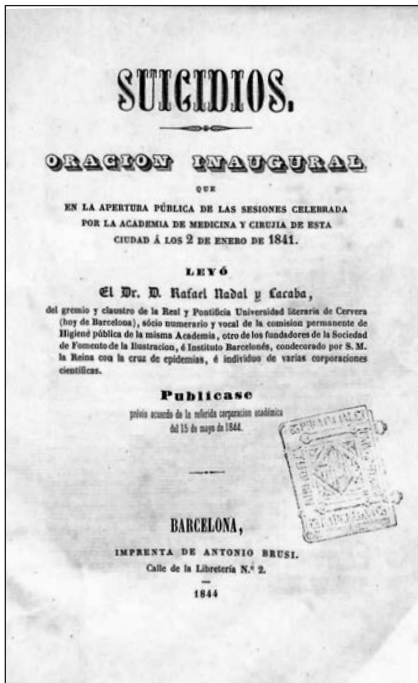 SUICIDIOS.
ORACION INAUGURAL
QUE
EN LA APERTURA PÚBLICA DE LAS SESIONES CELEBRADA
POR LA ACADEMIA DE MEDICINA Y CIRUJIA DE ESTA
CIUDAD Á LOS 2 DE ENERO DE 1841.
LEYÓ
El Dr. D. Rafael Nadal y Lacaba,
del gremio y claustro de la Real y Pontificia Universidad literaria de Cervera
(hoy de Barcelona), sócio numerario y vocal de la comision permanente de
Higiene pública de la misma Academia, otro de los fundadores de la Sociedad
de Fomento de la Ilustracion, é Instituto Barcelonés, condecorado por S. M.
la Reina con la cruz de epidemias, é individuo de varias corporaciones
científicas.
Publícase
prévio acuerdo de la referida corporacion académica
del 15 de mayo de 1844.
BARCELONA,
IMPRENTA DE ANTONIO BRUSI.
Calle de la Libretería N.º 2.
1844